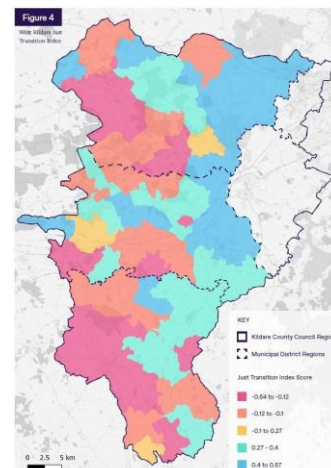 Figure 4
West Kildare Just
Transition Index
KEY
Kildare County Council Regi
Municipal District Regions
Just Transition Index Score
-0.54 to -0.12
-0.12 to -0.1
-0.1 to 0.27
0.27 - 0.4
0.4 to 0.57
0 2.5 5 km